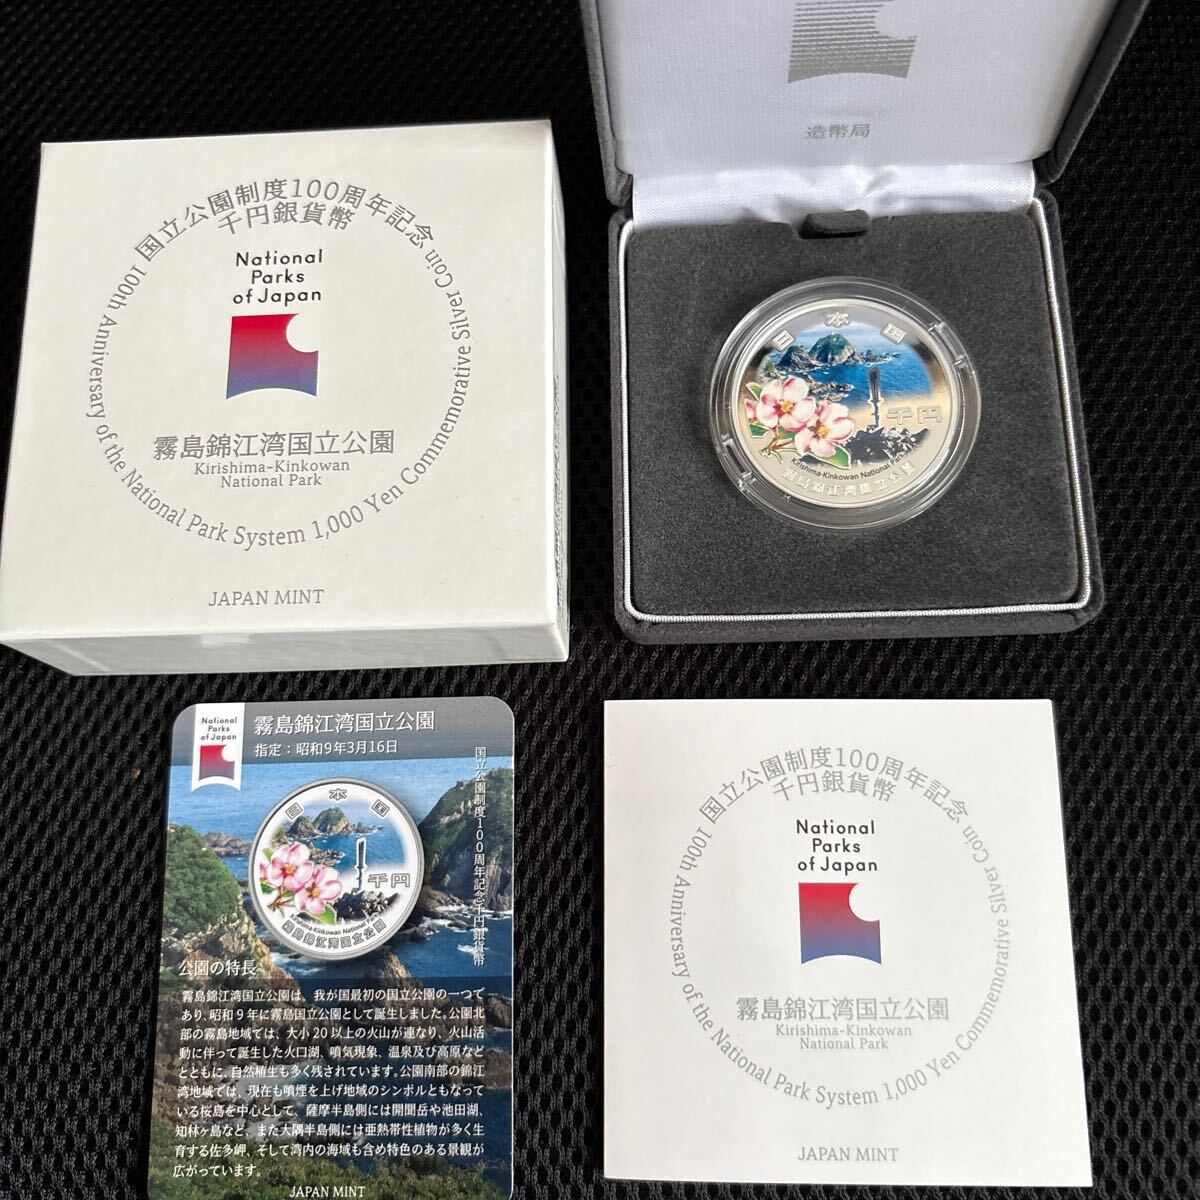 国立公園制度100周年記念
千円銀貨幣
National
Parks
of Japan
霧島錦江湾国立公園
Kirishima-Kinkowan
National Park
100th Anniversary of the National Park System 1,000 Yen Commemorative Silver Coin
JAPAN MINT
造幣局
日本国
千円
Kirishima-Kinkowan National Park
霧島錦江湾国立公園
National
Parks
of Japan
霧島錦江湾国立公園
指定：昭和9年3月16日
国立公園制度100周年記念千円銀貨幣
日本国
千円
Kirishima-Kinkowan National Park
霧島錦江湾国立公園
公園の特長
霧島錦江湾国立公園は、我が国最初の国立公園の一つで
あり、昭和9年に霧島国立公園として誕生しました。公園北
部の霧島地域では、大小20以上の火山が連なり、火山活
動に伴って誕生した火口湖、噴気現象、温泉及び高原など
とともに、自然植生も多く残されています。公園南部の錦江
湾地域では、現在も噴煙を上げ地域のシンボルともなって
いる桜島を中心として、薩摩半島側には開聞岳や池田湖、
知林ヶ島など、また大隅半島側には亜熱帯性植物が多く生
育する佐多岬、そして湾内の海域も含め特色のある景観が
広がっています。
JAPAN MINT
国立公園制度100周年記念
千円銀貨幣
National
Parks
of Japan
霧島錦江湾国立公園
Kirishima-Kinkowan
National Park
100th Anniversary of the National Park System 1,000 Yen Commemorative Silver Coin
JAPAN MINT